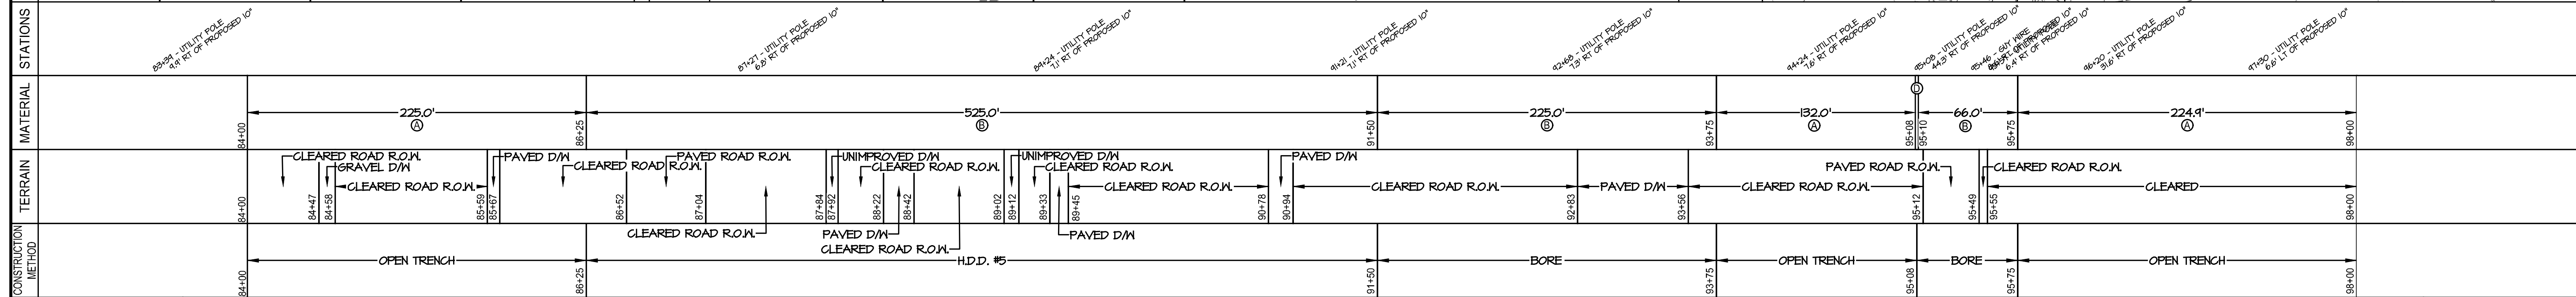 STATIONS
83+39 - UTILITY POLE
9.9' RT OF PROPOSED 10"
87+27 - UTILITY POLE
6.8' RT OF PROPOSED 10"
89+24 - UTILITY POLE
7.1' RT OF PROPOSED 10"
91+21 - UTILITY POLE
7.1' RT OF PROPOSED 10"
92+68 - UTILITY POLE
7.3' RT OF PROPOSED 10"
94+24 - UTILITY POLE
7.6' RT OF PROPOSED 10"
95+08 - UTILITY POLE
44.3' RT OF PROPOSED 10"
95+46 - GUY WIRE
6.4' RT OF PROPOSED 10"
96+20 - UTILITY POLE
31.6' RT OF PROPOSED 10"
97+30 - UTILITY POLE
6.6' LT OF PROPOSED 10"
MATERIAL
84+00
225.0'
A
86+25
525.0'
B
91+50
225.0'
B
93+75
132.0'
A
95+08
D
95+10
66.0'
B
95+75
224.9'
A
98+00
TERRAIN
84+00
CLEARED ROAD R.O.W.
84+47
GRAVEL D/W
84+58
CLEARED ROAD R.O.W.
85+59
PAVED D/W
85+67
CLEARED ROAD R.O.W.
86+52
PAVED ROAD R.O.W.
87+04
CLEARED ROAD R.O.W.
87+84
UNIMPROVED D/W
87+92
CLEARED ROAD R.O.W.
88+22
PAVED D/W
88+42
CLEARED ROAD R.O.W.
89+02
UNIMPROVED D/W
89+12
CLEARED ROAD R.O.W.
89+33
PAVED D/W
89+45
CLEARED ROAD R.O.W.
90+78
PAVED D/W
90+94
CLEARED ROAD R.O.W.
92+83
PAVED D/W
93+56
CLEARED ROAD R.O.W.
95+12
PAVED ROAD R.O.W.
95+49
CLEARED ROAD R.O.W.
95+55
CLEARED
98+00
CONSTRUCTION
METHOD
84+00
OPEN TRENCH
86+25
H.D.D. #5
91+50
BORE
93+75
OPEN TRENCH
95+08
BORE
95+75
OPEN TRENCH
98+00